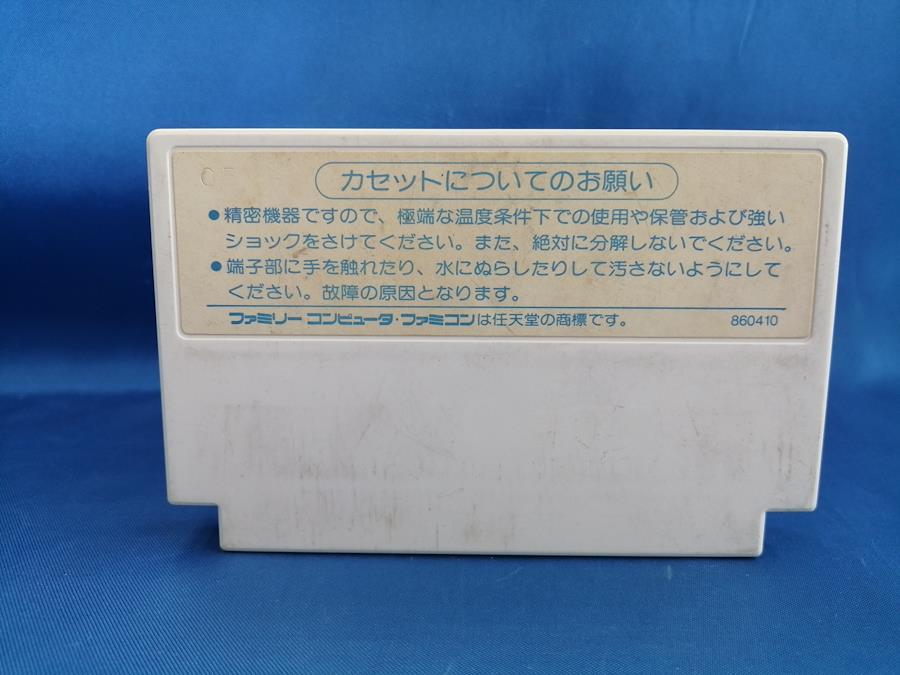 カセットについてのお願い
●精密機器ですので、極端な温度条件下での使用や保管および強い
ショックをさけてください。また、絶対に分解しないでください。
●端子部に手を触れたり、水にぬらしたりして汚さないようにして
ください。故障の原因となります。
ファミリーコンピュータ・ファミコンは任天堂の商標です。 860410